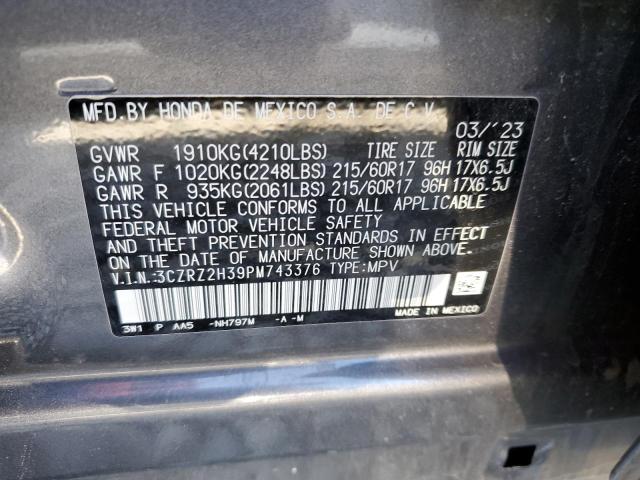 MFD.BY HONDA DE MEXICO S.A. DE C.V.
03/'23
GVWR 1910KG(4210LBS) TIRE SIZE RIM SIZE
GAWR F 1020KG(2248LBS) 215/60R17 96H 17X6.5J
GAWR R 935KG(2061LBS) 215/60R17 96H 17X6.5J
THIS VEHICLE CONFORMS TO ALL APPLICABLE
FEDERAL MOTOR VEHICLE SAFETY
AND THEFT PREVENTION STANDARDS IN EFFECT
ON THE DATE OF MANUFACTURE SHOWN ABOVE.
V.I.N.:3CZRZ2H39PM743376 TYPE:MPV
3W1 P AA5 -NH797M -A-M MADE IN MEXICO